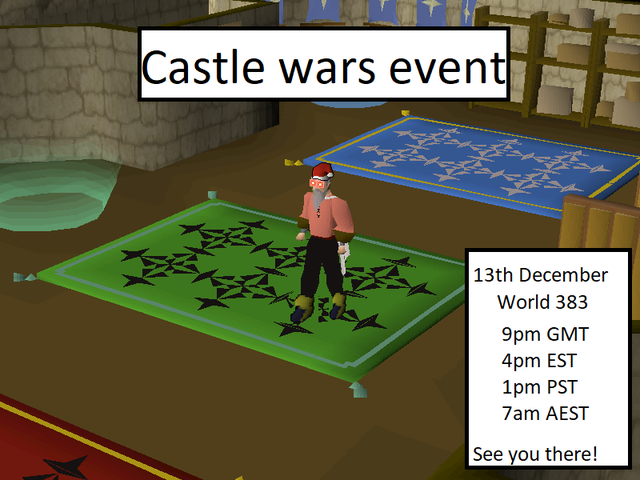 Castle wars event
13th December
World 383
9pm GMT
4pm EST
1pm PST
7am AEST
See you there!